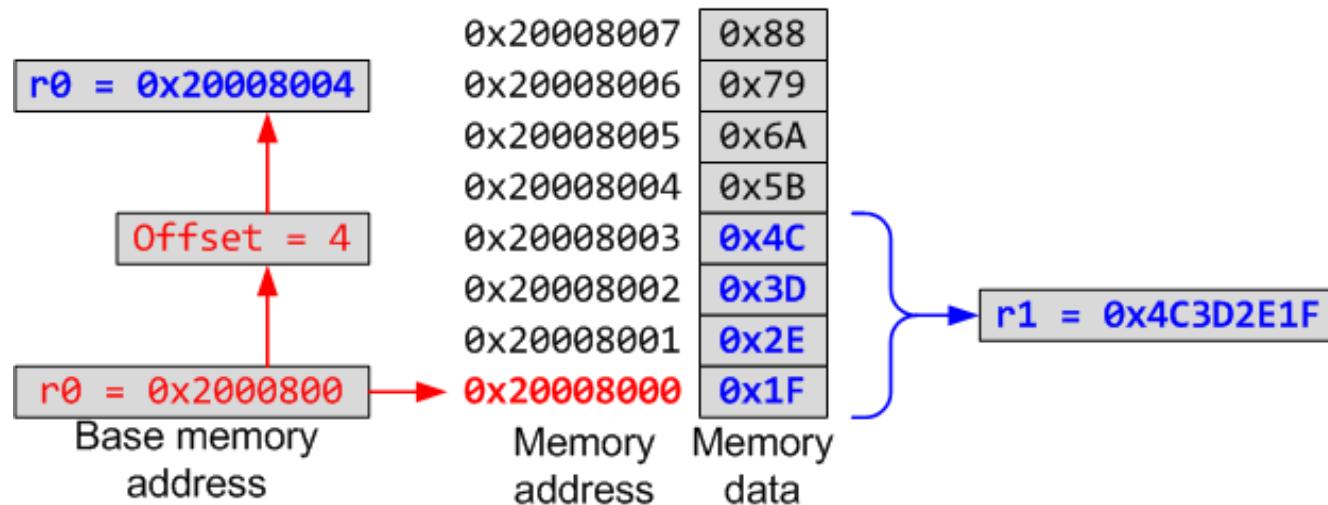 0x20008007 0x88
r0 = 0x20008004
0x20008006 0x79
0x20008005 0x6A
0x20008004 0x5B
Offset = 4
0x20008003 0x4C
0x20008002 0x3D
r1 = 0x4C3D2E1F
0x20008001 0x2E
r0 = 0x2000800
0x20008000 0x1F
Base memory
address
Memory
address
Memory
data